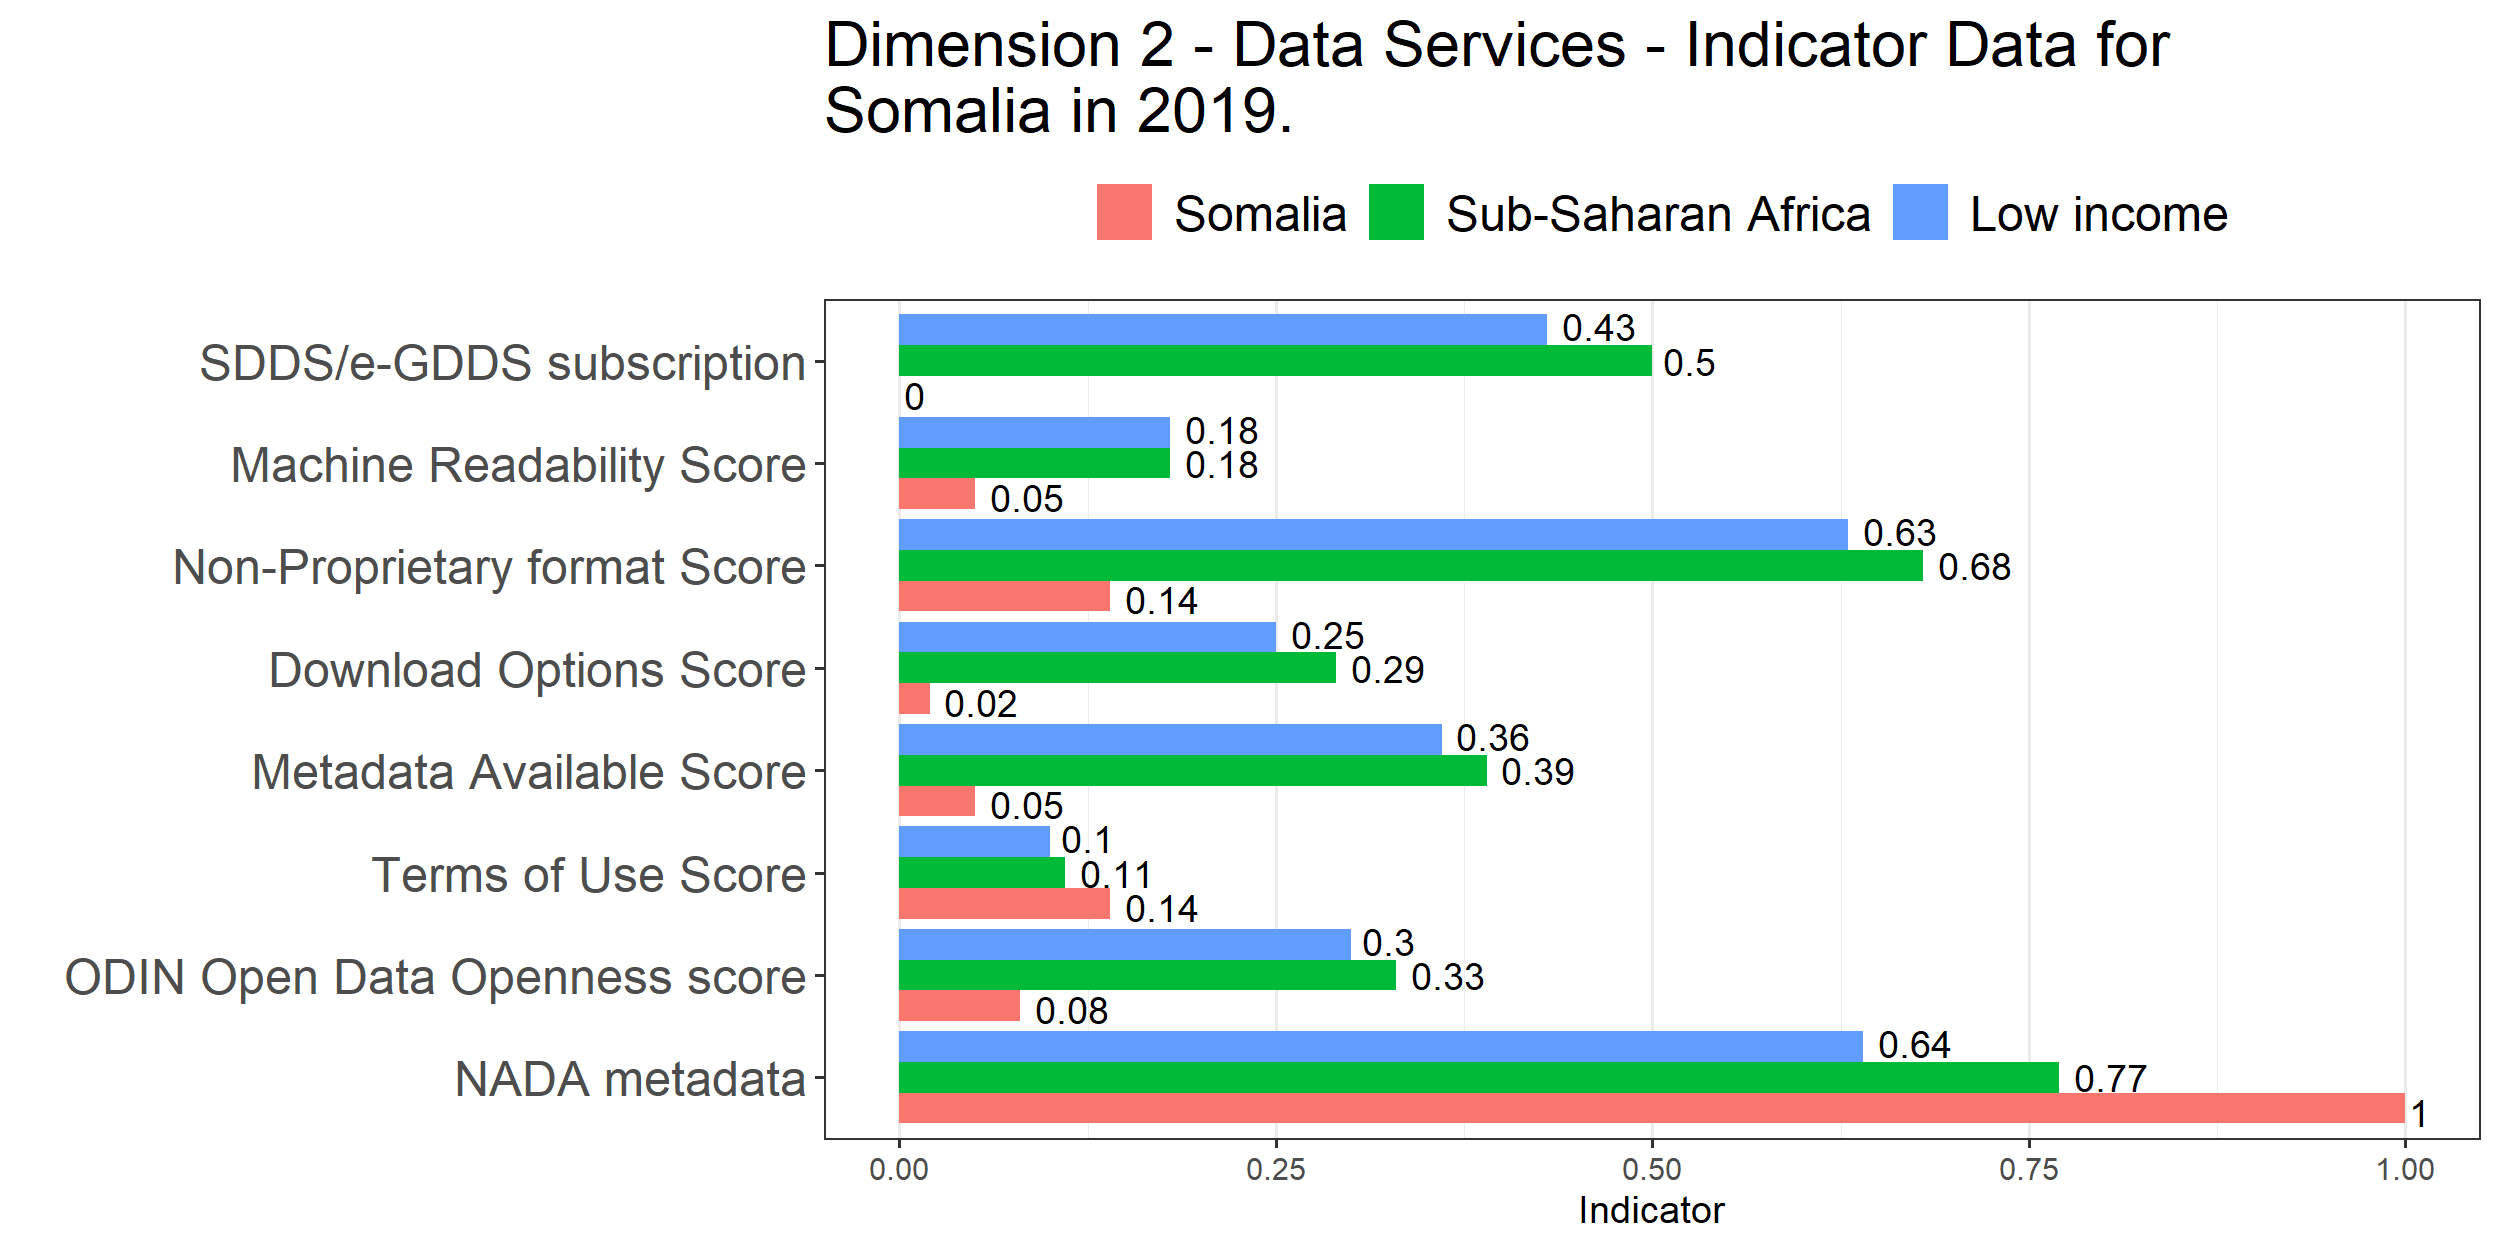 Dimension 2 - Data Services - Indicator Data for
Somalia in 2019.
Somalia
Sub-Saharan Africa
Low income
SDDS/e-GDDS subscription
0.43
0.5
0
Machine Readability Score
0.18
0.18
0.05
Non-Proprietary format Score
0.63
0.68
0.14
Download Options Score
0.25
0.29
0.02
Metadata Available Score
0.36
0.39
0.05
Terms of Use Score
0.1
0.11
0.14
ODIN Open Data Openness score
0.3
0.33
0.08
NADA metadata
0.64
0.77
1
0.00
0.25
0.50
0.75
1.00
Indicator